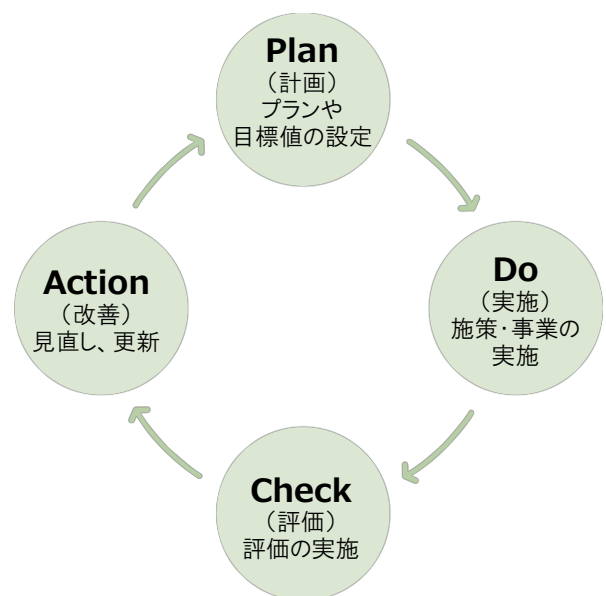 Plan
（計画）
プランや
目標値の設定
Do
（実施）
施策・事業の
実施
Check
（評価）
評価の実施
Action
（改善）
見直し、更新